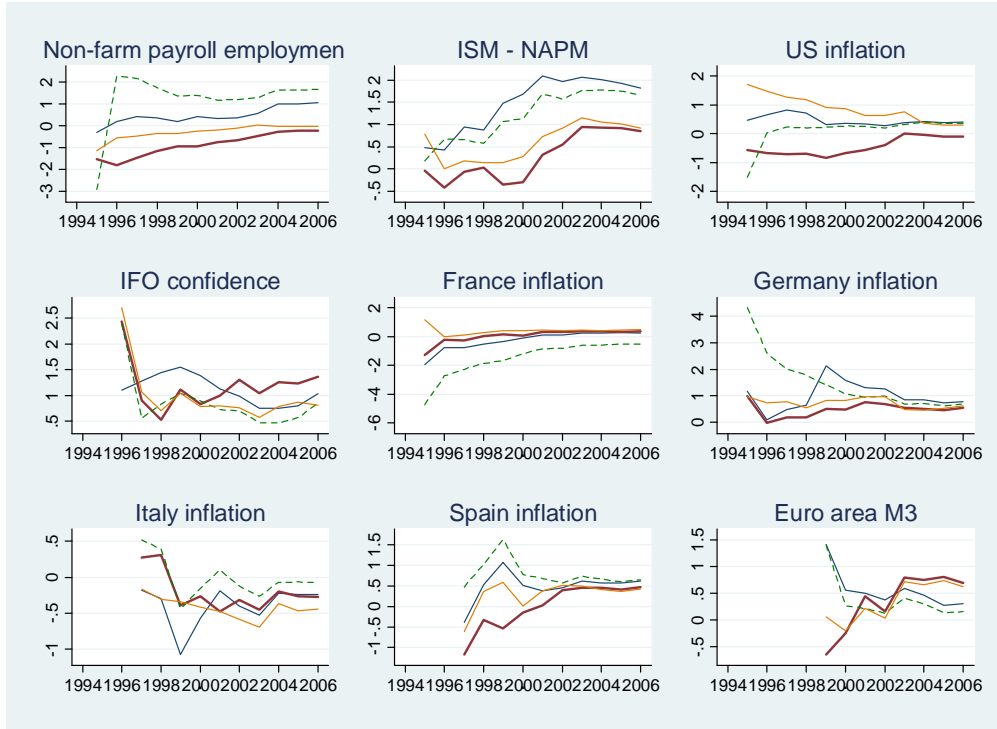 Non-farm payroll employmen
-3 -2 -1 0 1 2
1994 1996 1998 2000 2002 2004 2006
ISM - NAPM
-.5 0 .5 1 1.5 2
1994 1996 1998 2000 2002 2004 2006
US inflation
-2 -1 0 1 2
1994 1996 1998 2000 2002 2004 2006
IFO confidence
.5 1 1.5 2 2.5
1994 1996 1998 2000 2002 2004 2006
France inflation
-6 -4 -2 0 2
1994 1996 1998 2000 2002 2004 2006
Germany inflation
0 1 2 3 4
1994 1996 1998 2000 2002 2004 2006
Italy inflation
-1 -.5 0 .5
1994 1996 1998 2000 2002 2004 2006
Spain inflation
-1 -.5 0 .5 1 1.5
1994 1996 1998 2000 2002 2004 2006
Euro area M3
-.5 0 .5 1 1.5
1994 1996 1998 2000 2002 2004 2006